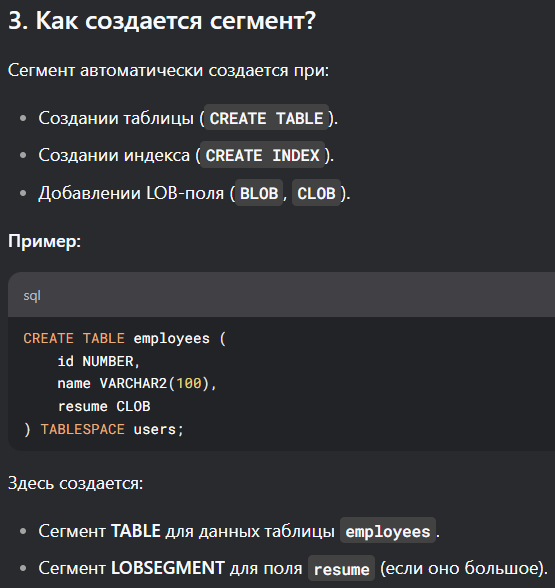 3. Как создается сегмент?
Сегмент автоматически создается при:
• Создании таблицы (CREATE TABLE).
• Создании индекса (CREATE INDEX).
• Добавлении LOB-поля (BLOB, CLOB).
Пример:
sql
CREATE TABLE employees (
    id NUMBER,
    name VARCHAR2(100),
    resume CLOB
) TABLESPACE users;
Здесь создается:
• Сегмент TABLE для данных таблицы employees.
• Сегмент LOBSEGMENT для поля resume (если оно большое).